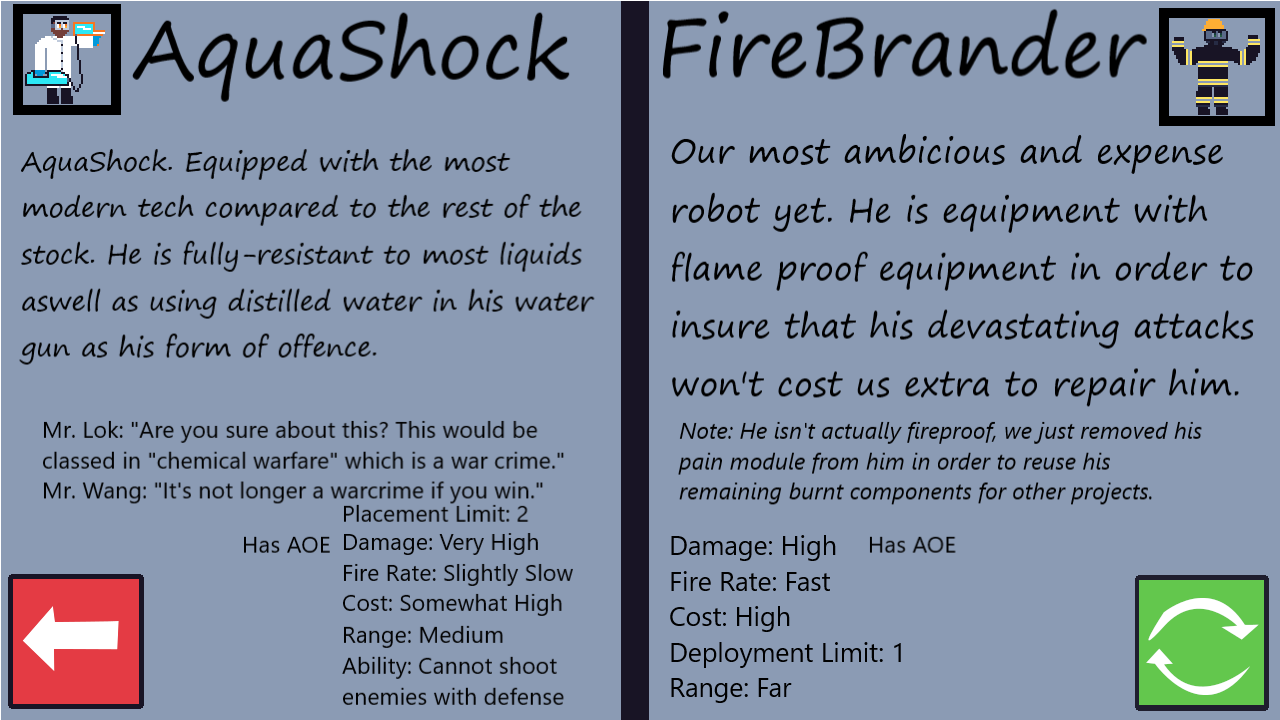 AquaShock
AquaShock. Equipped with the most
modern tech compared to the rest of the
stock. He is fully-resistant to most liquids
aswell as using distilled water in his water
gun as his form of offence.
Mr. Lok: "Are you sure about this? This would be
classed in "chemical warfare" which is a war crime."
Mr. Wang: "It's not longer a warcrime if you win."
Placement Limit: 2
Has AOE
Damage: Very High
Fire Rate: Slightly Slow
Cost: Somewhat High
Range: Medium
Ability: Cannot shoot
enemies with defense
FireBrander
Our most ambicious and expense
robot yet. He is equipment with
flame proof equipment in order to
insure that his devastating attacks
won't cost us extra to repair him.
Note: He isn't actually fireproof, we just removed his
pain module from him in order to reuse his
remaining burnt components for other projects.
Damage: High
Has AOE
Fire Rate: Fast
Cost: High
Deployment Limit: 1
Range: Far